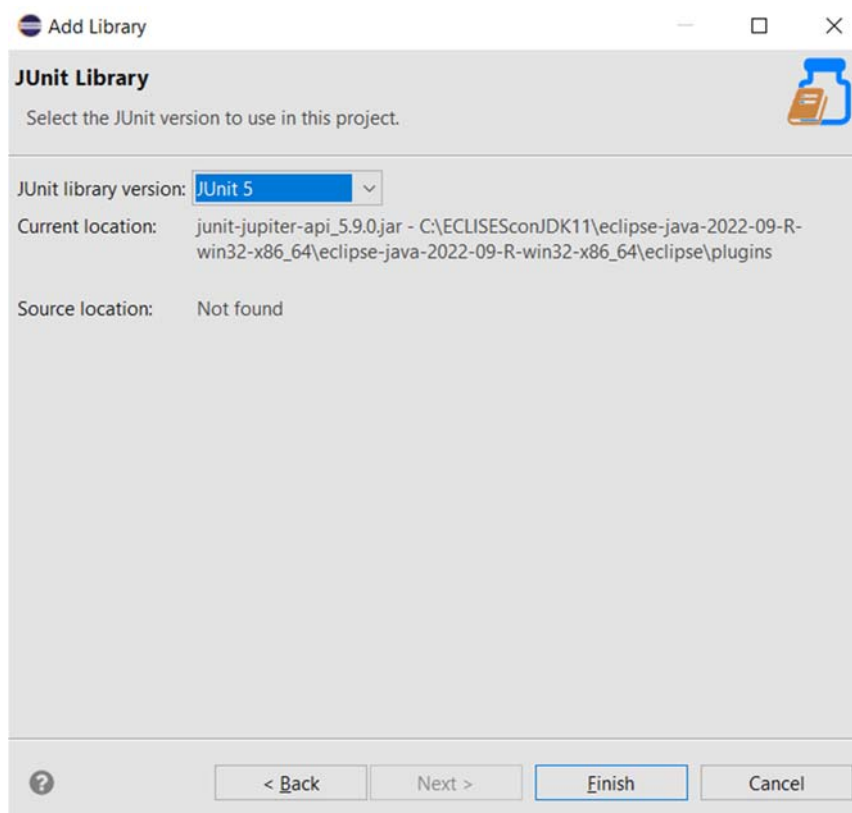 Add Library
JUnit Library
Select the JUnit version to use in this project.
JUnit library version: JUnit 5
Current location: junit-jupiter-api_5.9.0.jar - C:\ECLISESconJDK11\eclipse-java-2022-09-R-
win32-x86_64\eclipse-java-2022-09-R-win32-x86_64\eclipse\plugins
Source location: Not found
? < Back Next > Finish Cancel